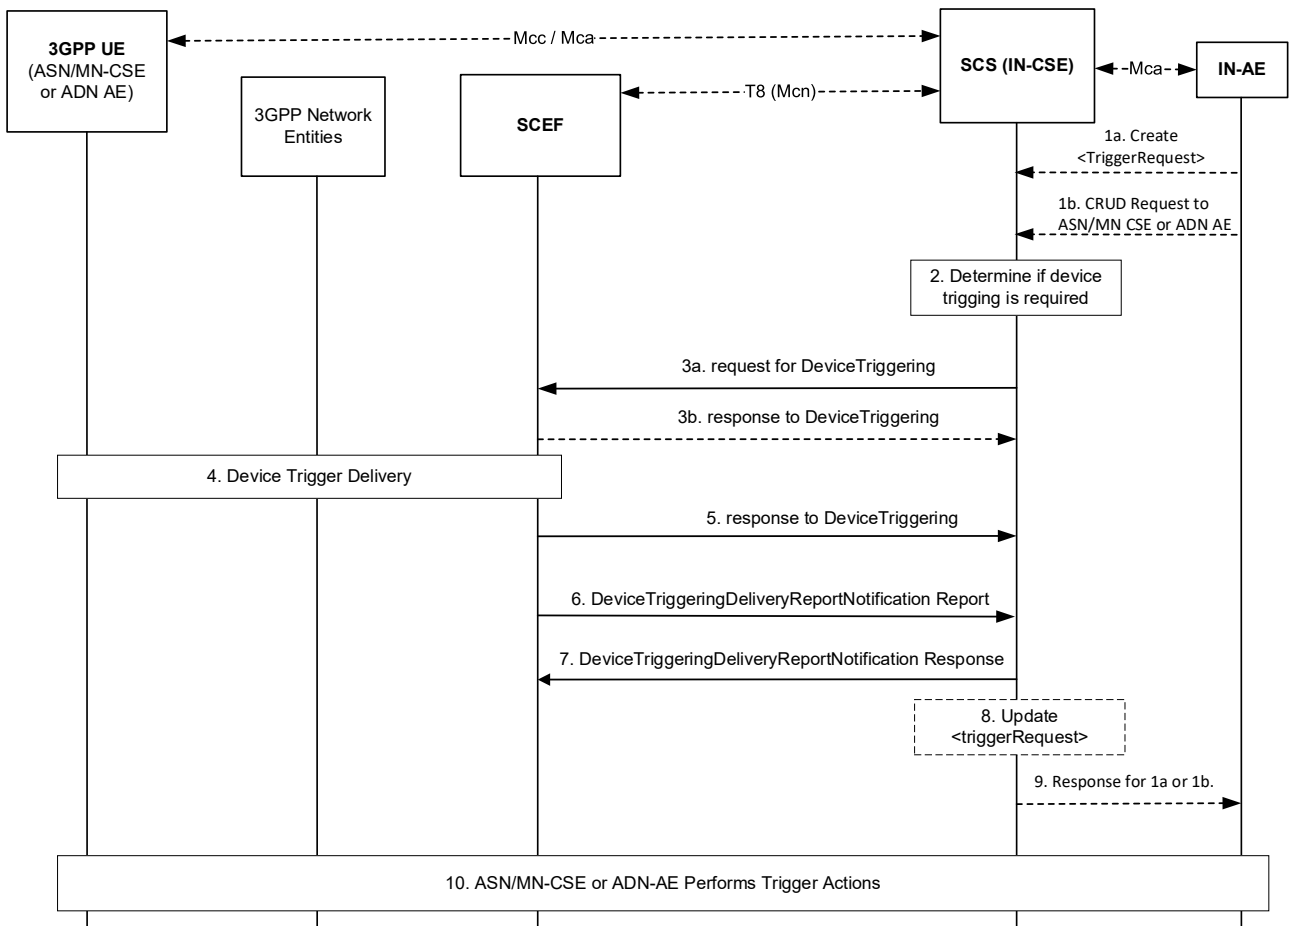 3GPP UE
(ASN/MN-CSE
or ADN AE)
Mcc / Mca
SCS (IN-CSE)
Mca
IN-AE
3GPP Network
Entities
SCEF
T8 (Mcn)
1a. Create
<TriggerRequest>
1b. CRUD Request to
ASN/MN CSE or ADN AE
2. Determine if device
trigging is required
3a. request for DeviceTriggering
3b. response to DeviceTriggering
4. Device Trigger Delivery
5. response to DeviceTriggering
6. DeviceTriggeringDeliveryReportNotification Report
7. DeviceTriggeringDeliveryReportNotification Response
8. Update
<triggerRequest>
9. Response for 1a or 1b.
10. ASN/MN-CSE or ADN-AE Performs Trigger Actions